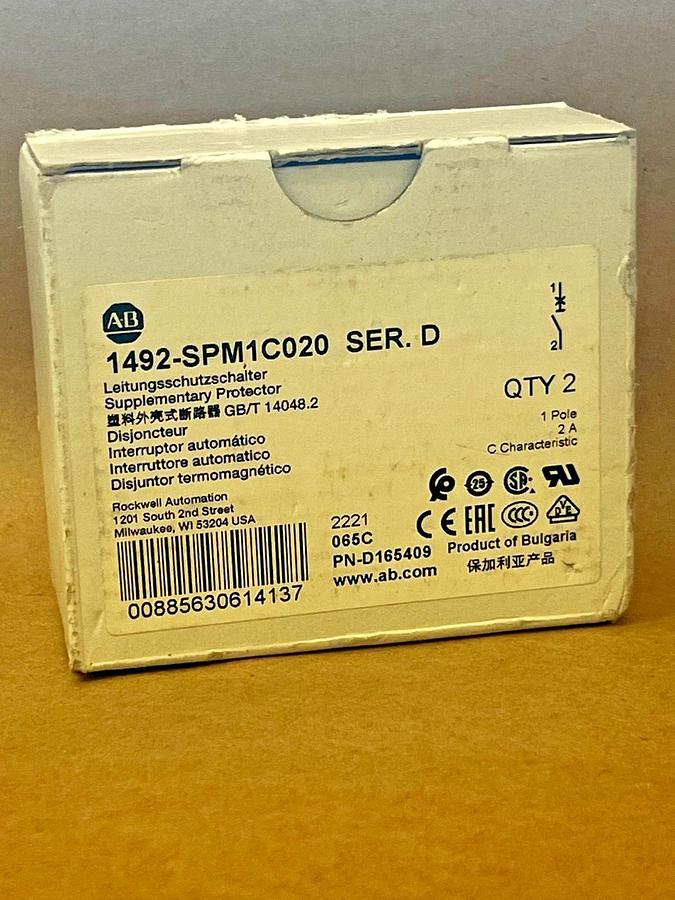 A·B
1492-SPM1C020 SER. D
Leitungsschutzschalter
Supplementary Protector
塑料外壳式断路器 GB/T 14048.2
Disjoncteur
Interruptor automático
Interruttore automatico
Disjuntor termomagnético
Rockwell Automation
1201 South 2nd Street
Milwaukee, WI 53204 USA
00885630614137
1
2
QTY 2
1 Pole
2 A
C Characteristic
25
SA
CE EAC CCC VDE
2221
065C
PN-D165409
www.ab.com
Product of Bulgaria
保加利亚产品